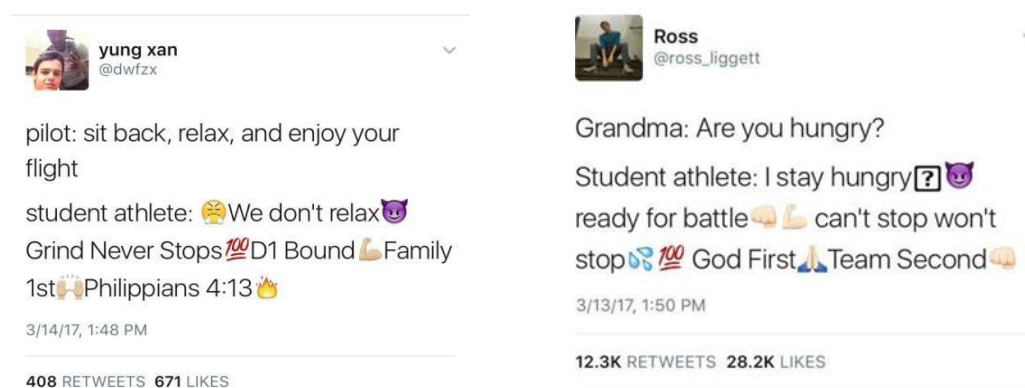 yung xan
@dwfzx
pilot: sit back, relax, and enjoy your
flight
student athlete: 😤We don't relax😈
Grind Never Stops💯D1 Bound💪🏼Family
1st🙌🏼Philippians 4:13🔥
3/14/17, 1:48 PM
408 RETWEETS 671 LIKES
Ross
@ross_liggett
Grandma: Are you hungry?
Student athlete: I stay hungry⍰😈
ready for battle👊🏻💪🏻 can't stop won't
stop💦💯 God First🙏🏻Team Second👊🏻
3/13/17, 1:50 PM
12.3K RETWEETS 28.2K LIKES